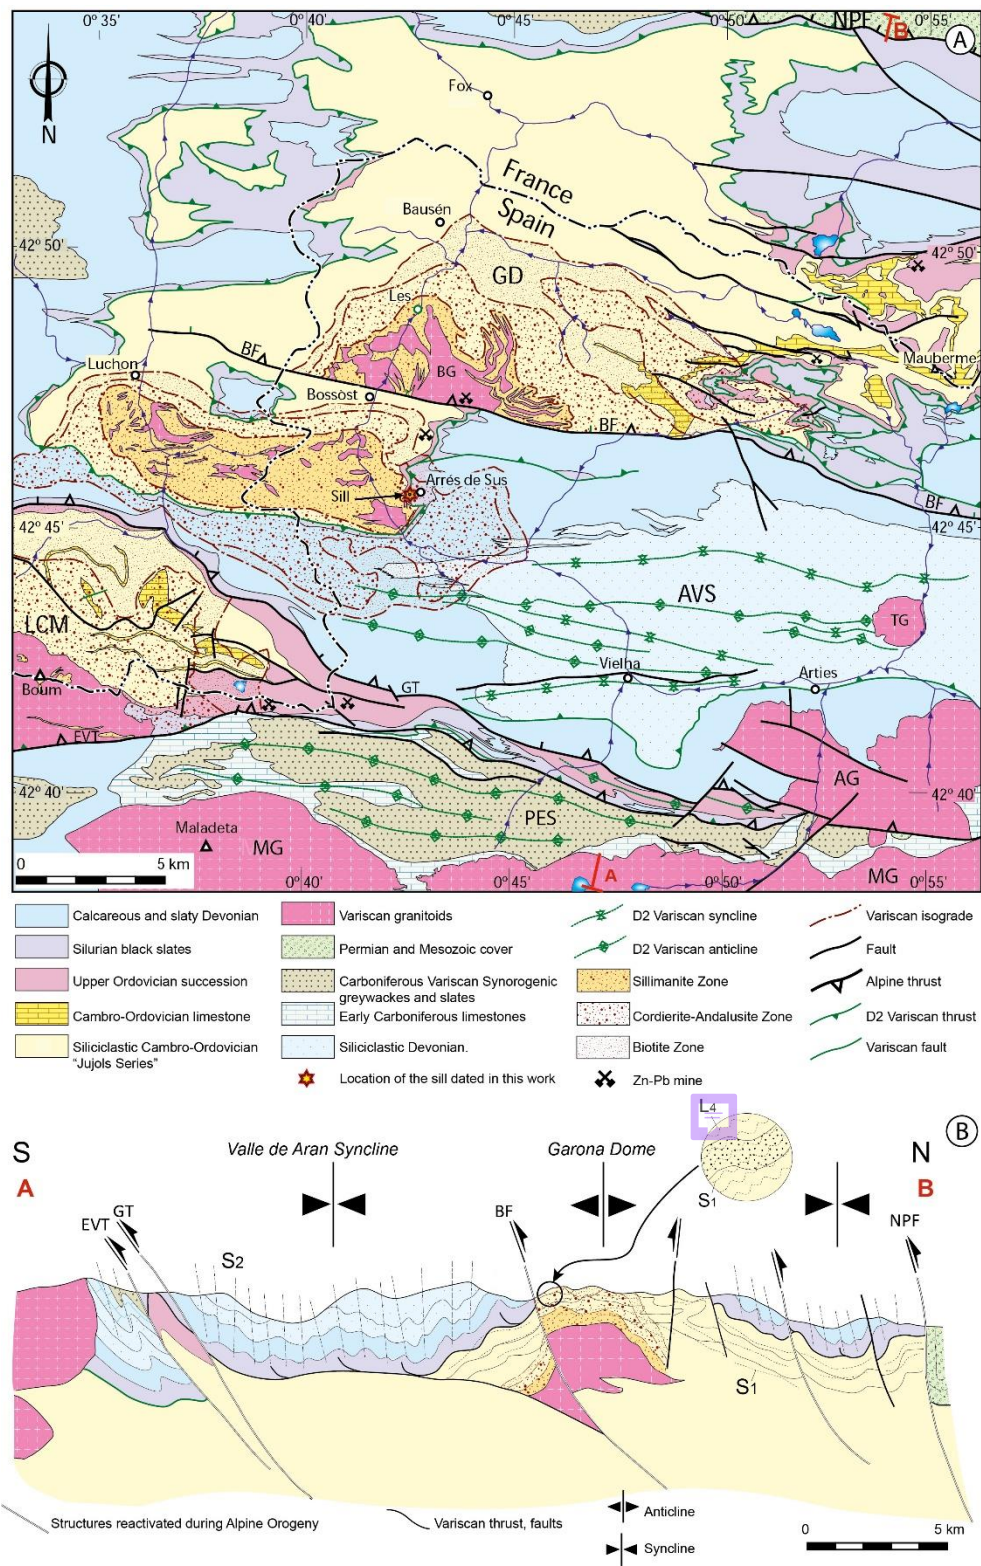 0° 35'
0° 40'
0° 45'
0° 50'
0° 55'
NPF
B
A
N
Fox
France
Spain
Bausén
42° 50'
42° 50'
GD
Les
Luchon
BF
BG
Mauberme
Bossost
BF
Sill
Arrés de Sus
BF
42° 45'
42° 45'
AVS
LCM
TG
Vielha
Arties
Boum
GT
EVT
AG
42° 40'
42° 40'
PES
Maladeta
MG
A
MG
0
5 km
0° 40'
0° 45'
0° 50'
0° 55'
Calcareous and slaty Devonian
Silurian black slates
Upper Ordovician succession
Cambro-Ordovician limestone
Siliciclastic Cambro-Ordovician
"Jujols Series"
Variscan granitoids
Permian and Mesozoic cover
Carboniferous Variscan Synorogenic
greywackes and slates
Early Carboniferous limestones
Siliciclastic Devonian.
Location of the sill dated in this work
D2 Variscan syncline
D2 Variscan anticline
Sillimanite Zone
Cordierite-Andalusite Zone
Biotite Zone
Zn-Pb mine
Variscan isograde
Fault
Alpine thrust
D2 Variscan thrust
Variscan fault
L4
B
S
Valle de Aran Syncline
Garona Dome
N
A
S1
B
EVT
GT
BF
NPF
S2
S1
Structures reactivated during Alpine Orogeny
Variscan thrust, faults
Anticline
Syncline
0
5 km